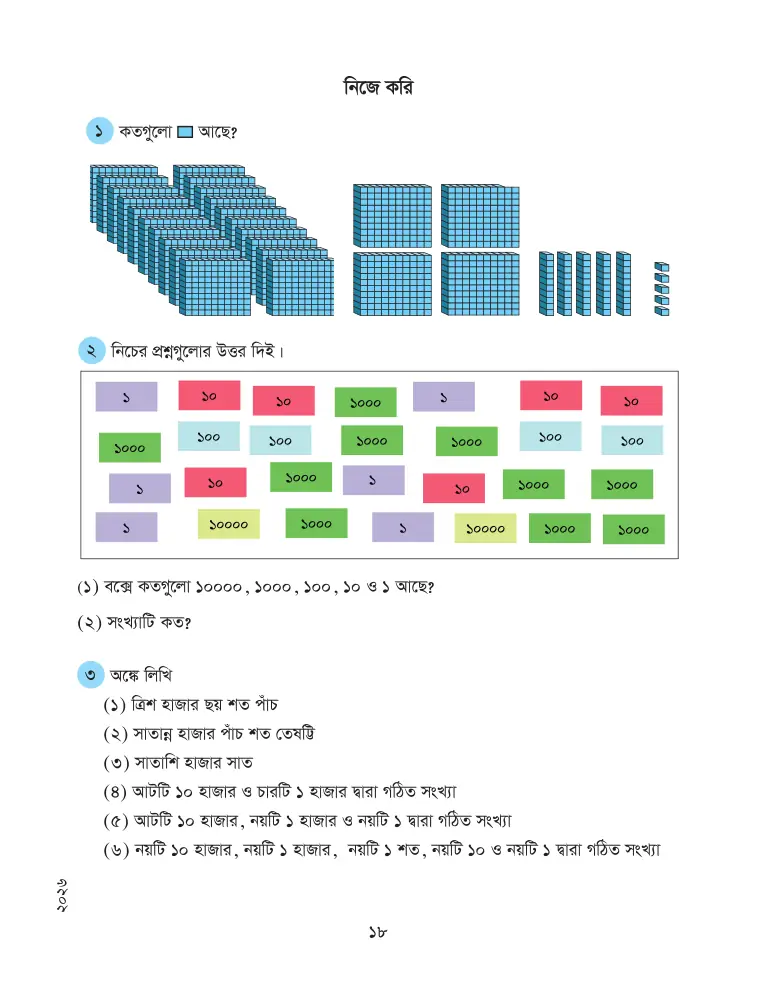 নিজে করি
১ কতগুলো আছে?
২ নিচের প্রশ্নগুলোর উত্তর দিই।
১ ১০ ১০ ১০০০ ১ ১০ ১০
১০০০ ১০০ ১০০ ১০০০ ১০০০ ১০০ ১০০
১ ১০ ১০০০ ১ ১০ ১০০০ ১০০০
১ ১০০০০ ১০০০ ১ ১০০০০ ১০০০ ১০০০
(১) বক্সে কতগুলো ১০০০০, ১০০০, ১০০, ১০ ও ১ আছে?
(২) সংখ্যাটি কত?
৩ অঙ্কে লিখি
(১) ত্রিশ হাজার ছয় শত পাঁচ
(২) সাতান্ন হাজার পাঁচ শত তেষট্টি
(৩) সাতাশি হাজার সাত
(৪) আটটি ১০ হাজার ও চারটি ১ হাজার দ্বারা গঠিত সংখ্যা
(৫) আটটি ১০ হাজার, নয়টি ১ হাজার ও নয়টি ১ দ্বারা গঠিত সংখ্যা
(৬) নয়টি ১০ হাজার, নয়টি ১ হাজার, নয়টি ১ শত, নয়টি ১০ ও নয়টি ১ দ্বারা গঠিত সংখ্যা
২০২৬
১৮